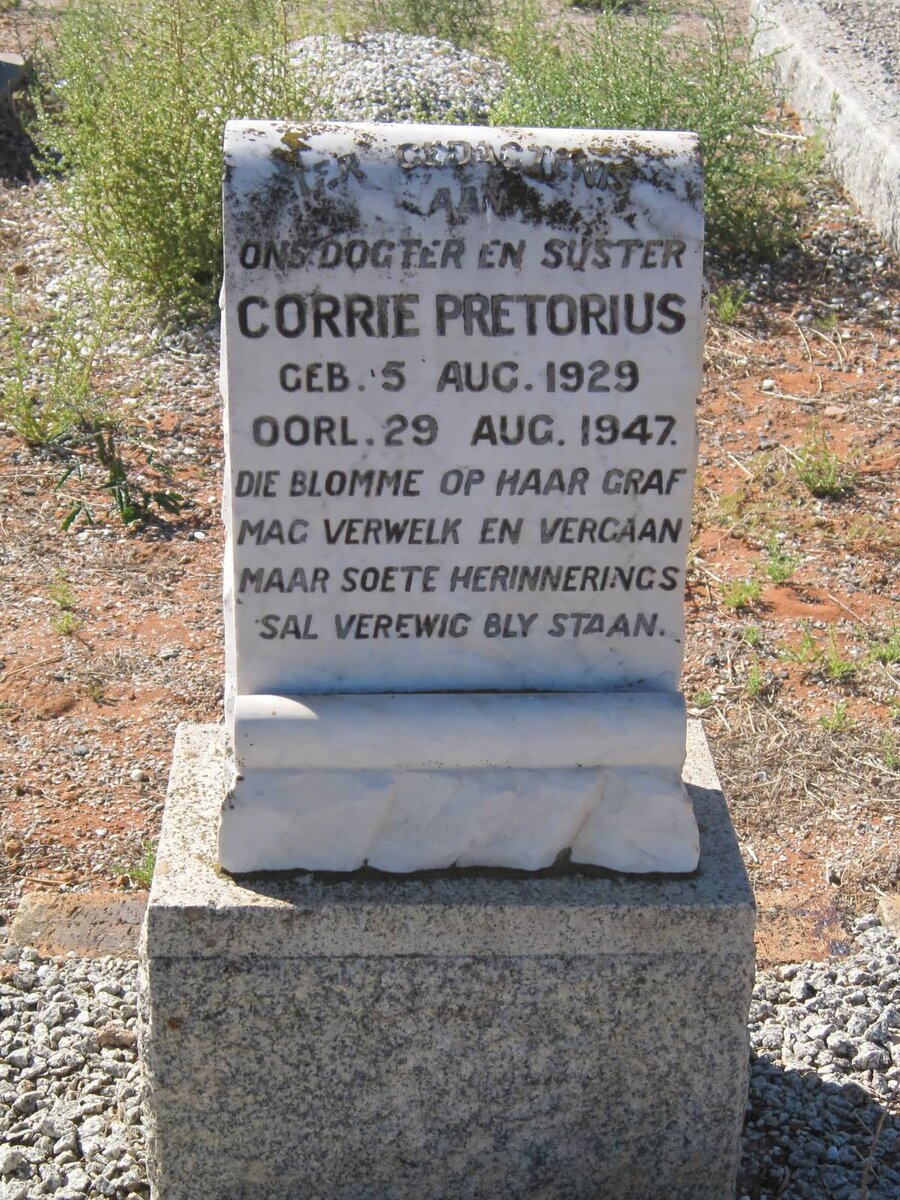 TER GEDAGTENIS
AAN
ONS DOGTER EN SUSTER
CORRIE PRETORIUS
GEB. 5 AUG. 1929
OORL. 29 AUG. 1947.
DIE BLOMME OP HAAR GRAF
MAG VERWELK EN VERGAAN
MAAR SOETE HERINNERINGS
SAL VEREWIG BLY STAAN.